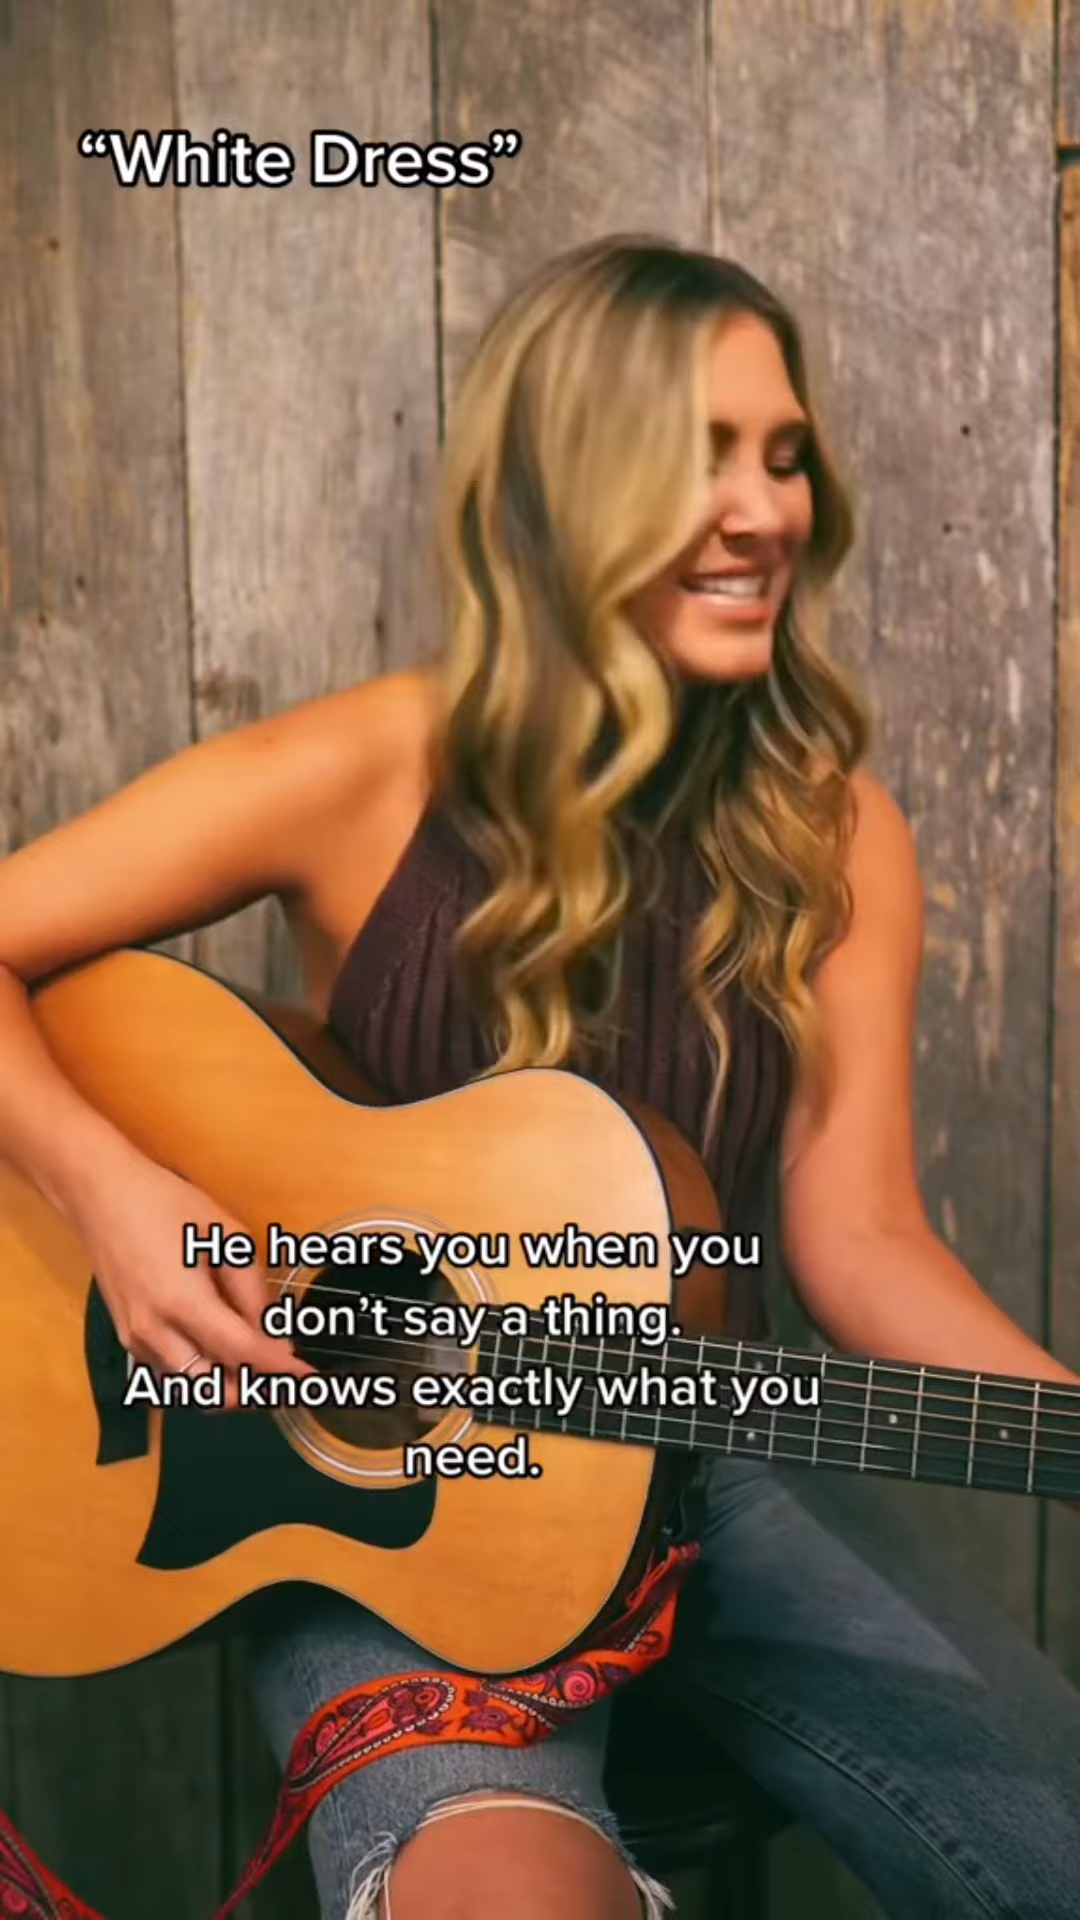 “White Dress”
He hears you when you
don’t say a thing.
And knows exactly what you
need.